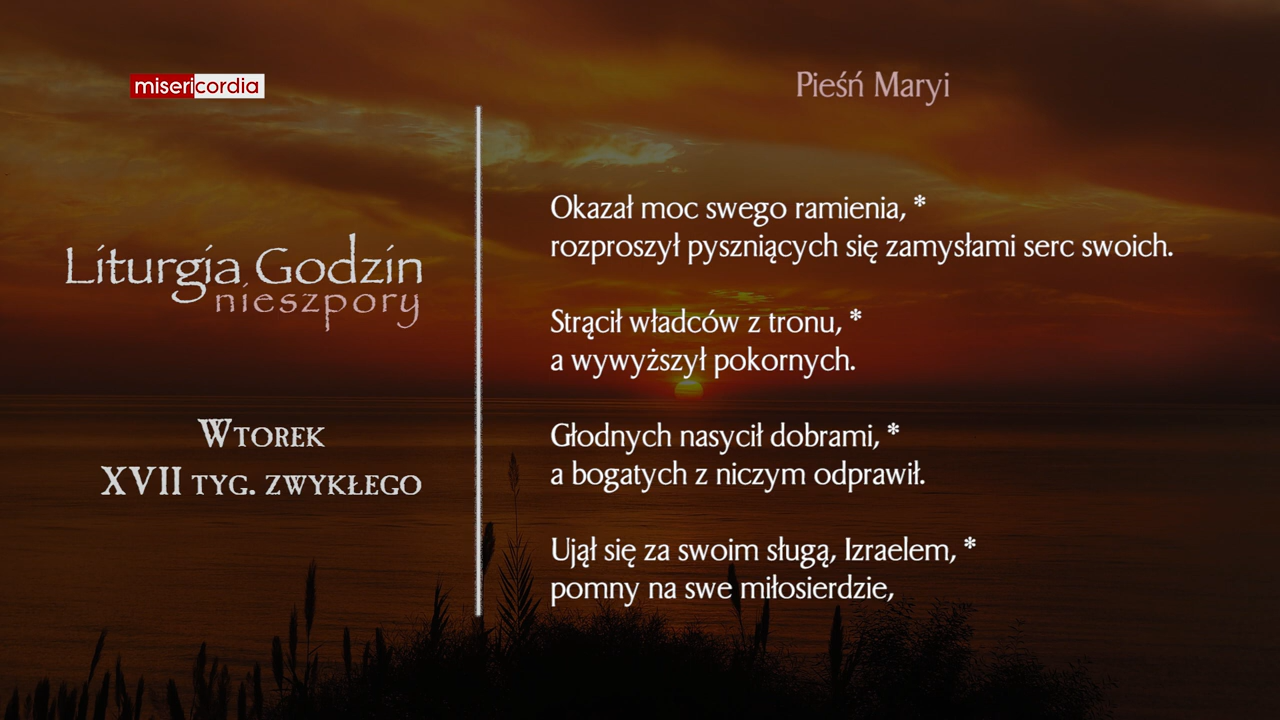 misericordia
Pieśń Maryi
Liturgia Godzin
nieszpory
Wtorek
XVII tyg. zwykłego
Okazał moc swego ramienia, *
rozproszył pyszniących się zamysłami serc swoich.
Strącił władców z tronu, *
a wywyższył pokornych.
Głodnych nasycił dobrami, *
a bogatych z niczym odprawił.
Ujął się za swoim sługą, Izraelem, *
pomny na swe miłosierdzie,